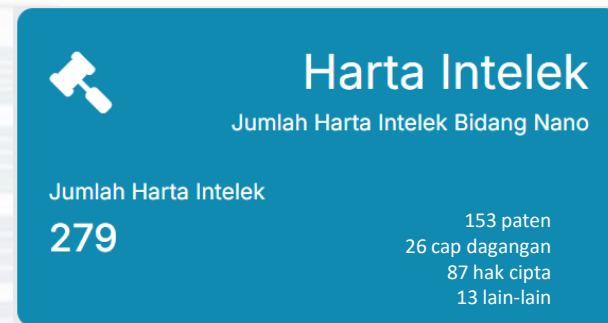 Harta Intelek
Jumlah Harta Intelek Bidang Nano
Jumlah Harta Intelek
279
153 paten
26 cap dagangan
87 hak cipta
13 lain-lain